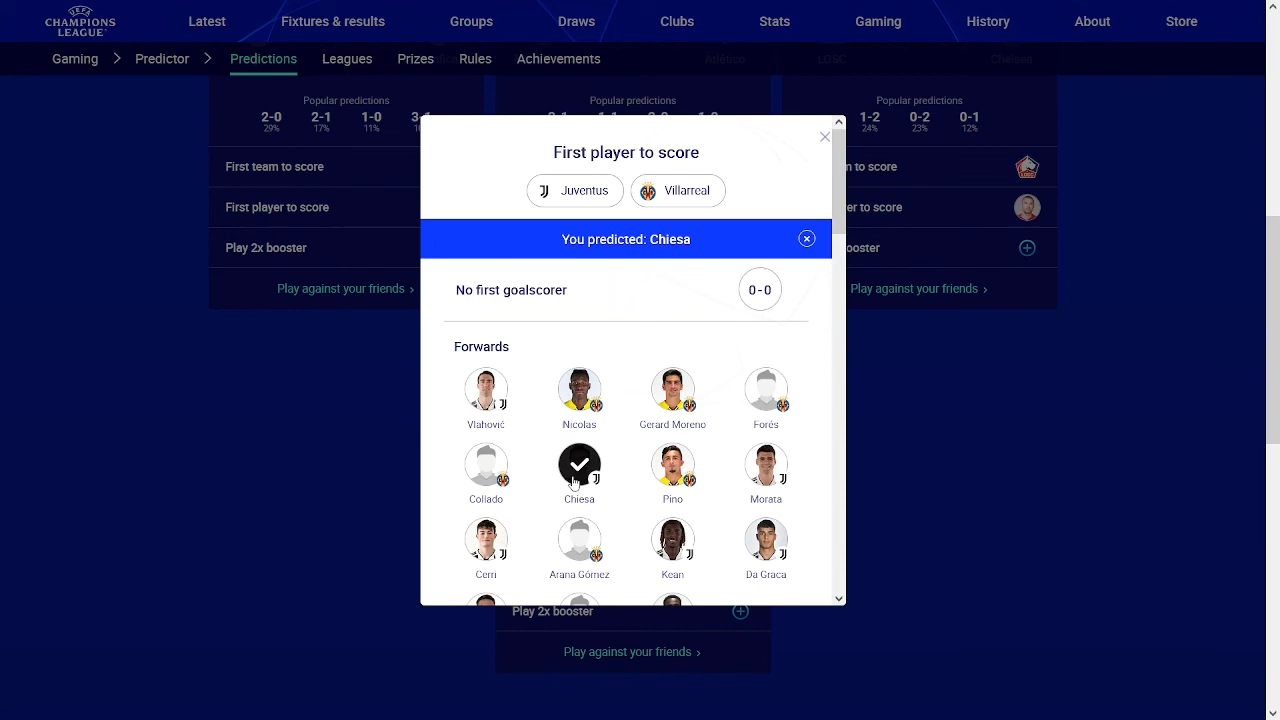 UEFA
CHAMPIONS
LEAGUE
Latest
Fixtures & results
Groups
Draws
Clubs
Stats
Gaming
History
About
Store
Gaming
Predictor
Predictions
Leagues
Prizes
Rules
Achievements
Atlético
LOSC
Chelsea
Popular predictions
Popular predictions
Popular predictions
2-0
2-1
1-0
29%
17%
11%
1-2
0-2
0-1
24%
23%
12%
First team to score
First player to score
Play 2x booster
Play against your friends
m to score
er to score
ooster
Play against your friends
First player to score
Juventus
Villarreal
You predicted: Chiesa
No first goalscorer
0-0
Forwards
Vlahović
Nicolas
Gerard Moreno
Forés
Collado
Chiesa
Pino
Morata
Cerri
Arana Gómez
Kean
Da Graca
Play 2x booster
Play against your friends